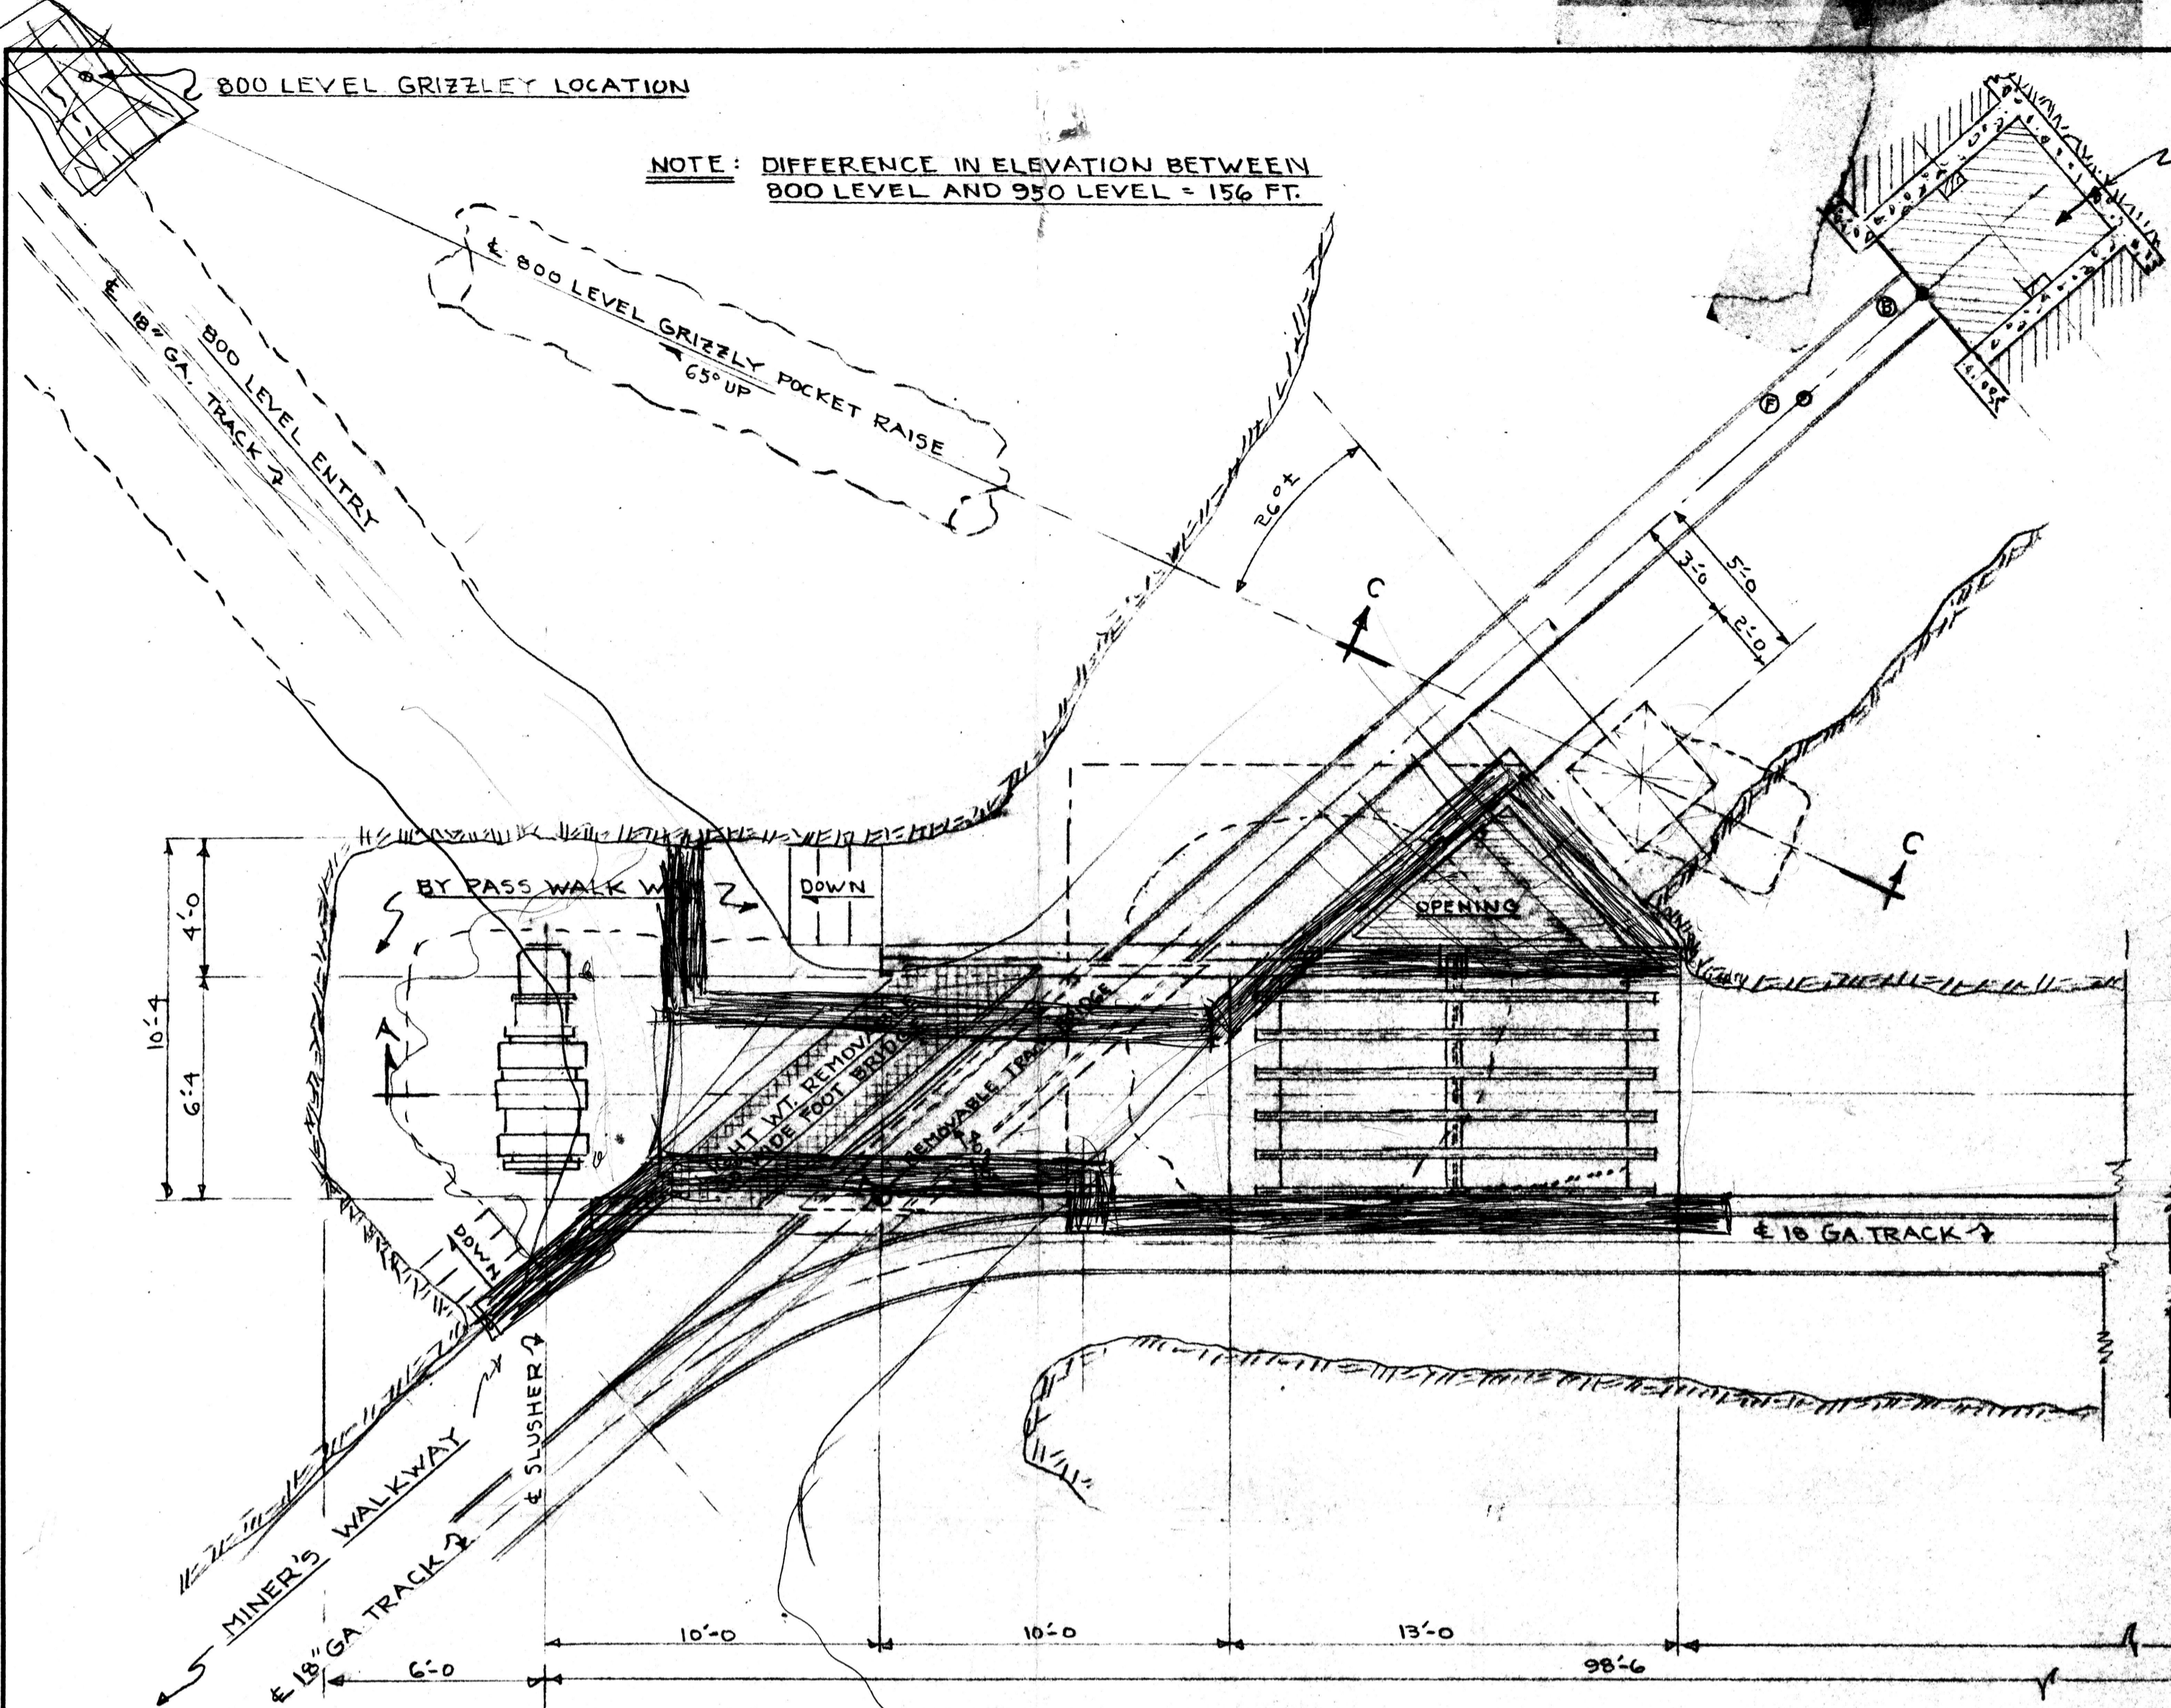 800 LEVEL GRIZZLEY LOCATION
NOTE: DIFFERENCE IN ELEVATION BETWEEN
800 LEVEL AND 950 LEVEL = 156 FT.
℄ 800 LEVEL GRIZZLY POCKET RAISE
65° UP
℄ 18" GA. TRACK
800 LEVEL ENTRY
B
F
26°±
5'-0
3'-0
2'-0
C
C
BY PASS WALK
DOWN
OPENING
4'-0
10'-4
6'-4
A
WT.
FOOT BRIDGE
REMOVABLE
DOWN
℄ 18 GA. TRACK
℄ SLUSHER
MINER'S WALKWAY
℄ 18" GA TRACK
10'-0
10'-0
13'-0
6'-0
98'-6